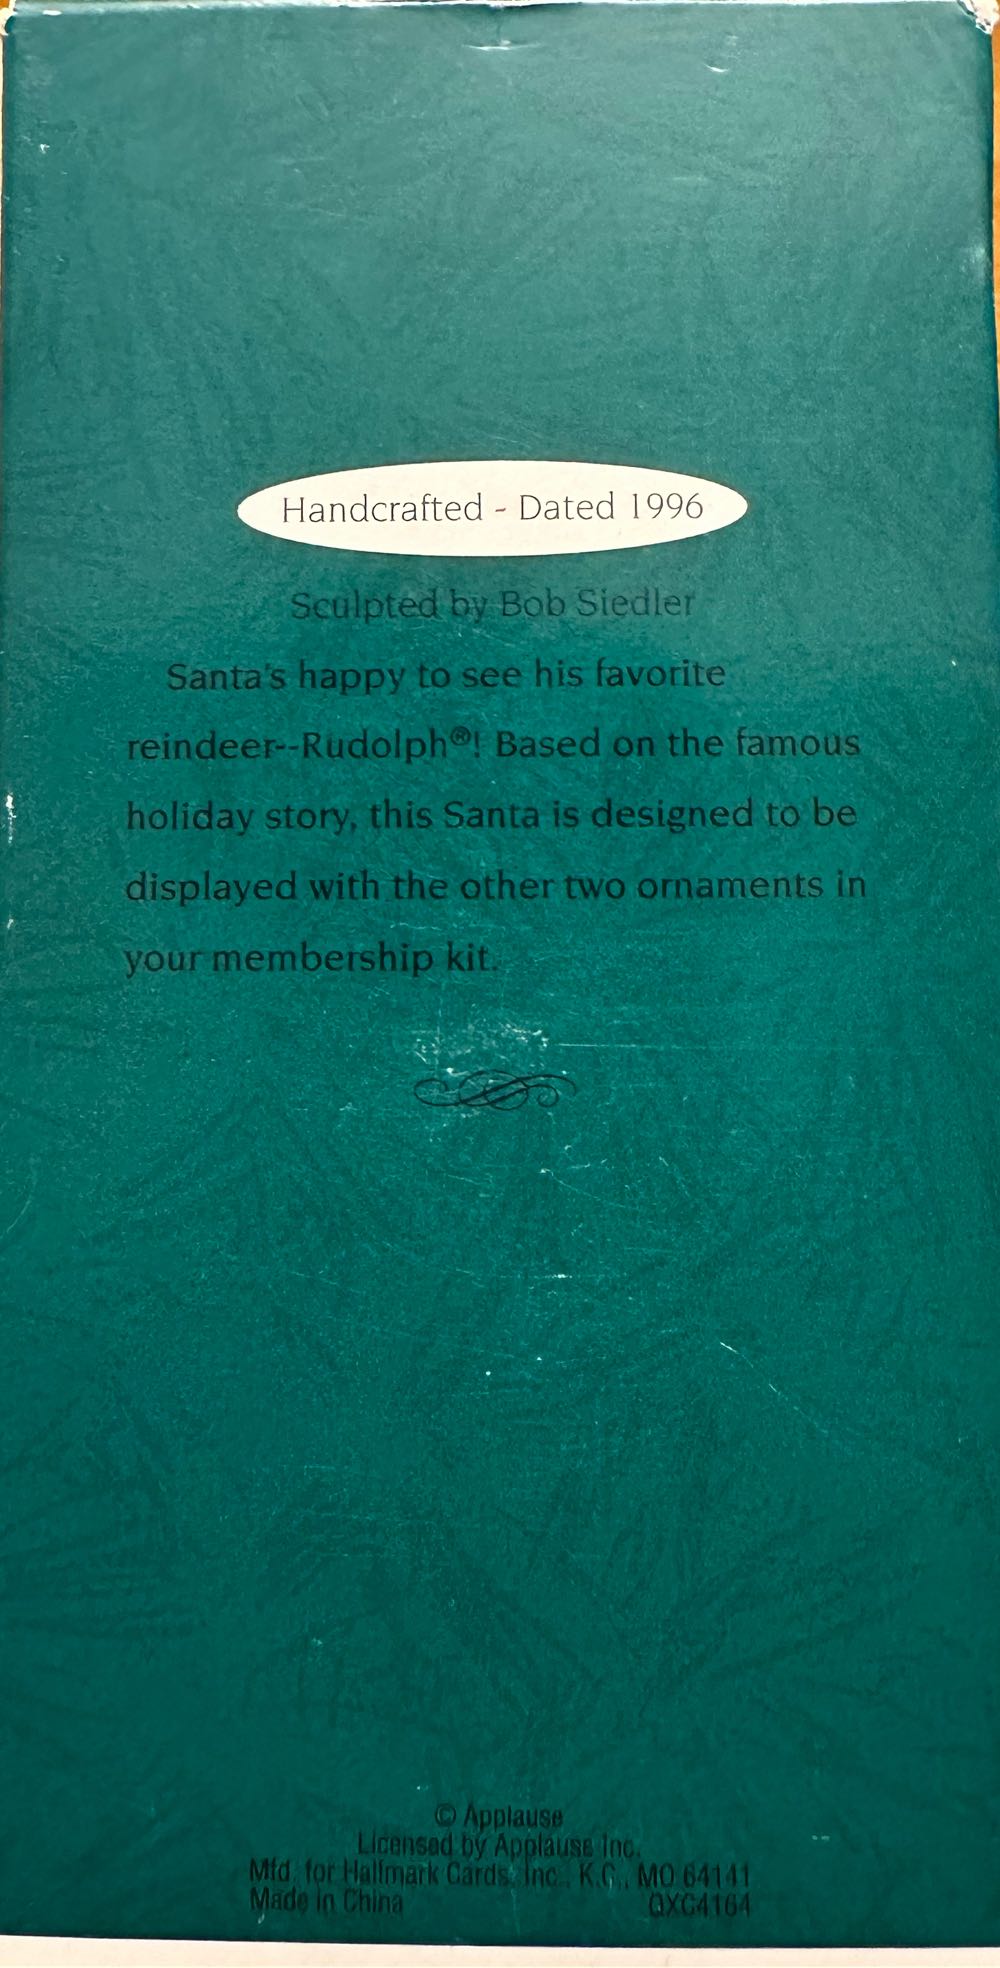 Handcrafted - Dated 1996
Sculpted by Bob Siedler
Santa's happy to see his favorite
reindeer--Rudolph®! Based on the famous
holiday story, this Santa is designed to be
displayed with the other two ornaments in
your membership kit.
© Applause
Licensed by Applause Inc.
Mfd. for Hallmark Cards, Inc., K.C., MO 64141
Made in China QXC4164